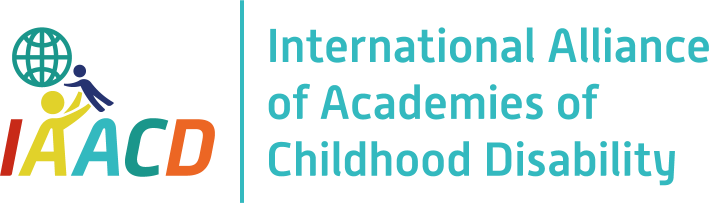 IAACD
International Alliance
of Academies of
Childhood Disability